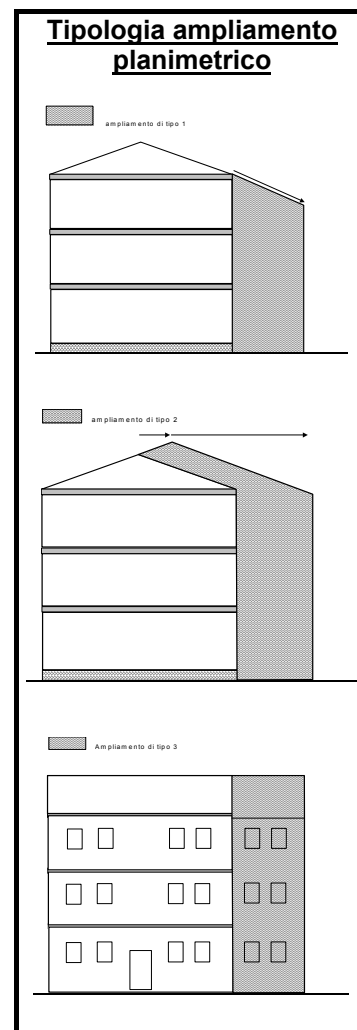 Tipologia ampliamento
planimetrico
ampliamento di tipo 1
ampliamento di tipo 2
Ampliamento di tipo 3